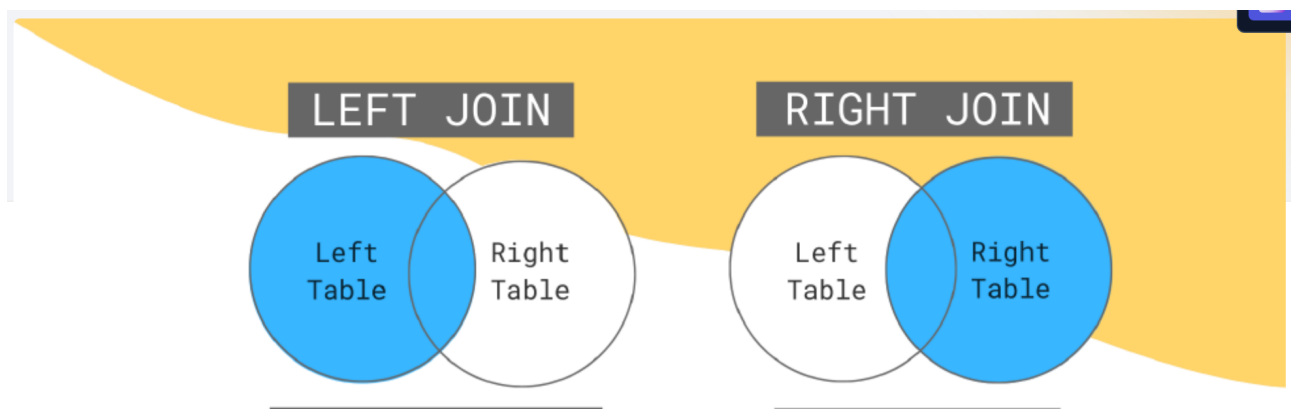 LEFT JOIN
RIGHT JOIN
Left
Table
Right
Table
Left
Table
Right
Table